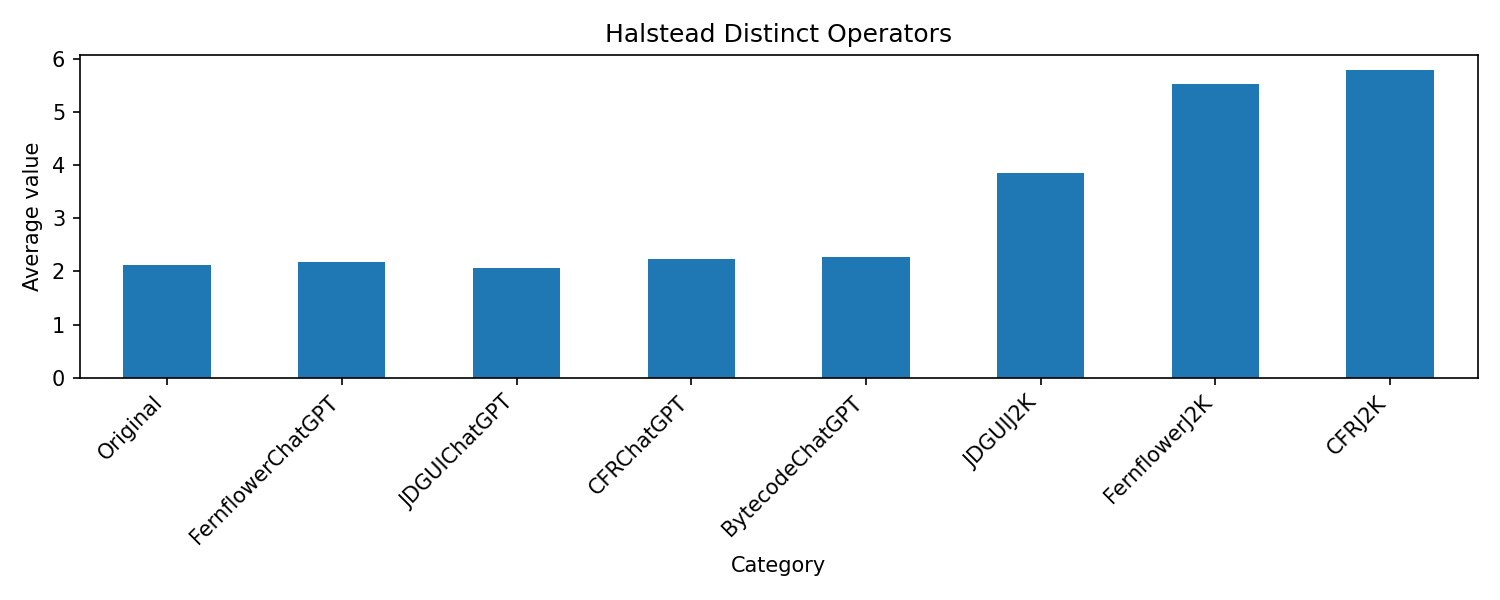 Halstead Distinct Operators
Average value
6
5
4
3
2
1
0
Original
FernflowerChatGPT
JDGUIChatGPT
CFRChatGPT
BytecodeChatGPT
JDGUIJ2K
FernflowerJ2K
CFRJ2K
Category